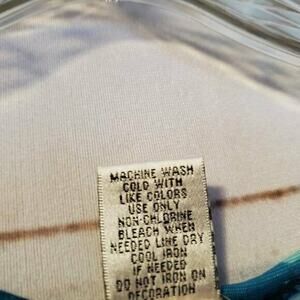 MACHINE WASH
COLD WITH
LIKE COLORS
USE ONLY
NON-CHLORINE
BLEACH WHEN
NEEDED LINE DRY
COOL IRON
IF NEEDED
DO NOT IRON ON
DECORATION